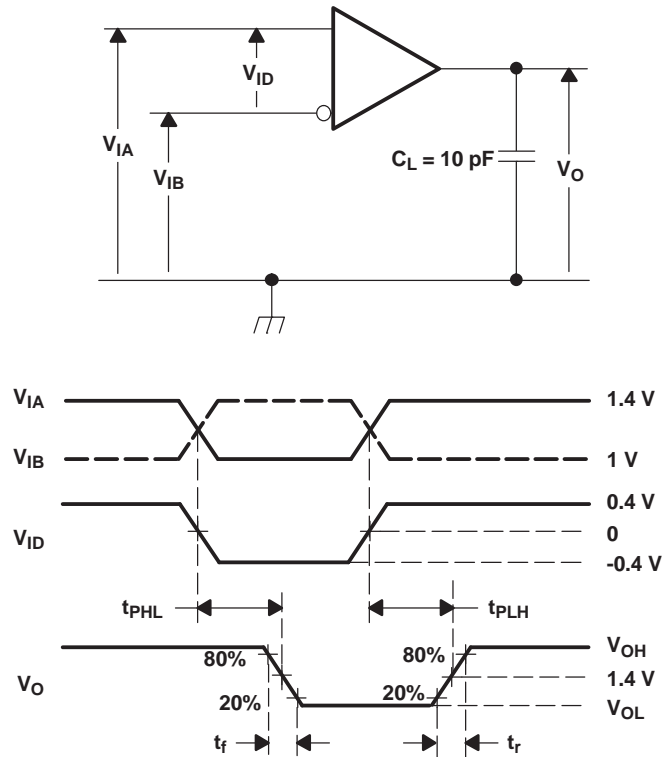 V_ID
V_IA
V_IB
C_L = 10 pF
V_O
V_IA
1.4 V
V_IB
1 V
0.4 V
V_ID
0
-0.4 V
t_PHL
t_PLH
V_OH
80%
80%
V_O
1.4 V
20%
20%
V_OL
t_f
t_r